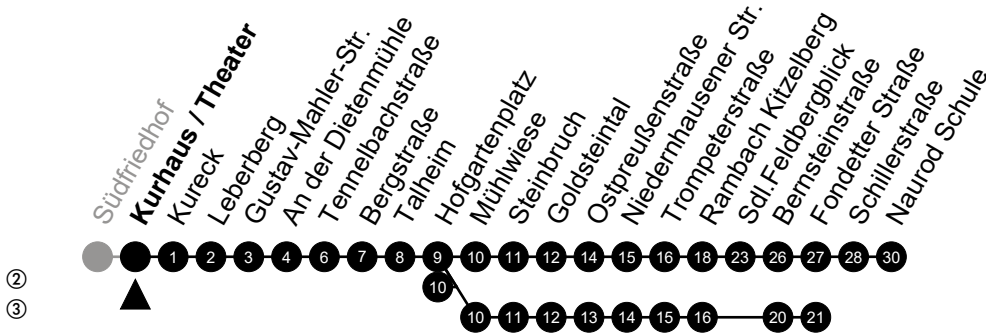 Südfriedhof
Kurhaus / Theater
Kureck
Leberberg
Gustav-Mahler-Str.
An der Dietenmühle
Tennelbachstraße
Bergstraße
Talheim
Hofgartenplatz
Mühlwiese
Steinbruch
Goldsteintal
Ostpreußenstraße
Niedernhausener Str.
Trompeterstraße
Rambach Kitzelberg
Sdl.Feldbergblick
Bernsteinstraße
Fondetter Straße
Schillerstraße
Naurod Schule
1 2 3 4 6 7 8 9 10 11 12 14 15 16 18 23 26 27 28 30
② 10
③ 10 11 12 13 14 15 16 20 21